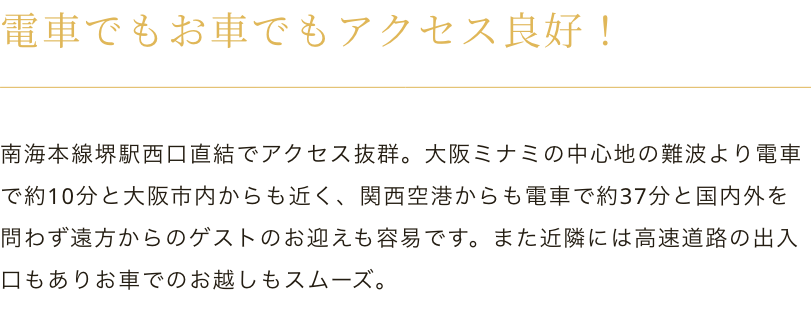 電車でもお車でもアクセス良好！
南海本線堺駅西口直結でアクセス抜群。大阪ミナミの中心地の難波より電車
で約10分と大阪市内からも近く、関西空港からも電車で約37分と国内外を
問わず遠方からのゲストのお迎えも容易です。また近隣には高速道路の出入
口もありお車でのお越しもスムーズ。